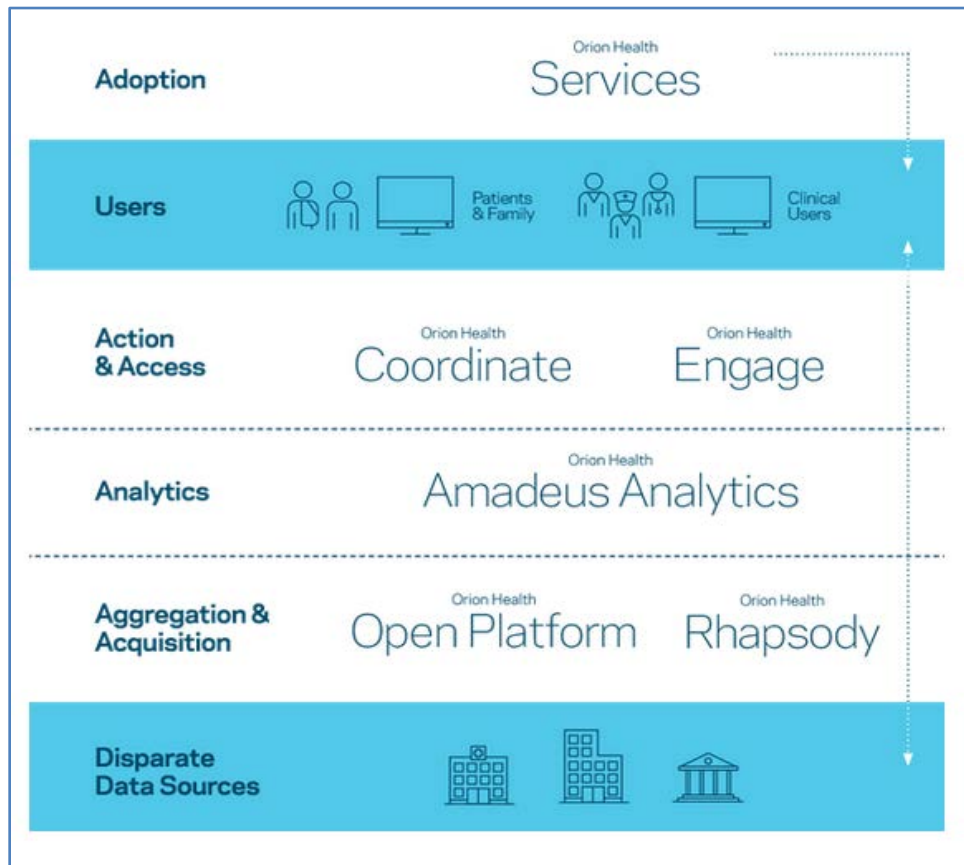 Adoption
Orion Health
Services
Users
Patients
& Family
Clinical
Users
Action
& Access
Orion Health
Coordinate
Orion Health
Engage
Analytics
Orion Health
Amadeus Analytics
Aggregation &
Acquisition
Orion Health
Open Platform
Orion Health
Rhapsody
Disparate
Data Sources